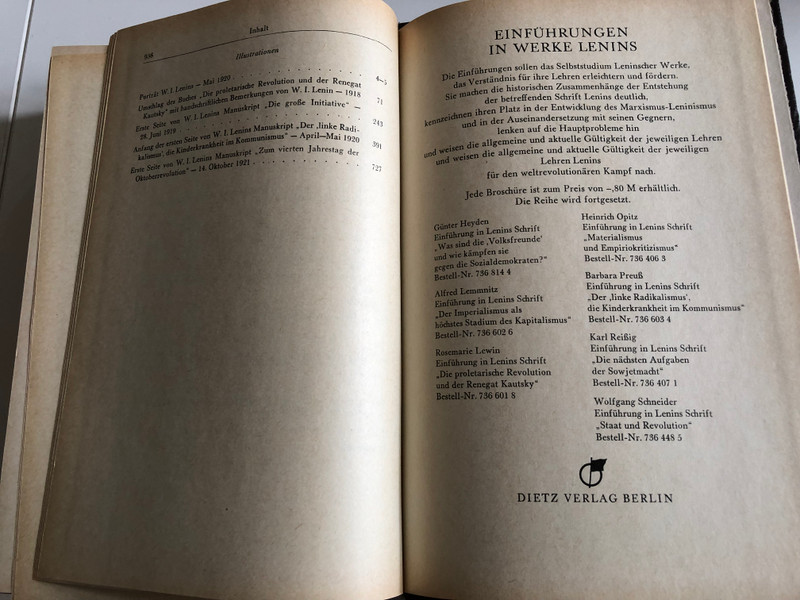 598
Inhalt
Illustrationen
Porträt W. I. Lenins – Mai 1920 . . . . . . . . . . . 4–5
Umschlag des Buches „Die proletarische Revolution und der Renegat
Kautsky" mit handschriftlichen Bemerkungen von W. I. Lenin – 1918 71
Erste Seite von W. I. Lenins Manuskript „Die große Initiative" –
28. Juni 1919 . . . . . . . . . . . 243
Anfang der ersten Seite von W. I. Lenins Manuskript „Der ‚linke Radi-
kalismus', die Kinderkrankheit im Kommunismus" – April–Mai 1920 391
Erste Seite von W. I. Lenins Manuskript „Zum vierten Jahrestag der
Oktoberrevolution" – 14. Oktober 1921 . . . . . . . . 727
EINFÜHRUNGEN
IN WERKE LENINS
Die Einführungen sollen das Selbststudium Leninscher Werke,
das Verständnis für ihre Lehren erleichtern und fördern.
Sie machen die historischen Zusammenhänge der Entstehung
der betreffenden Schrift Lenins deutlich,
kennzeichnen ihren Platz in der Entwicklung des Marxismus-Leninismus
und in der Auseinandersetzung mit seinen Gegnern,
lenken auf die Hauptprobleme hin
und weisen die allgemeine und aktuelle Gültigkeit der jeweiligen Lehren
und weisen die allgemeine und aktuelle Gültigkeit der jeweiligen
Lehren Lenins
für den weltrevolutionären Kampf nach.
Jede Broschüre ist zum Preis von –,80 M erhältlich.
Die Reihe wird fortgesetzt.
Günter Heyden
Einführung in Lenins Schrift
„Was sind die ‚Volksfreunde'
und wie kämpfen sie
gegen die Sozialdemokraten?"
Bestell-Nr. 736 814 4
Alfred Lemmnitz
Einführung in Lenins Schrift
„Der Imperialismus als
höchstes Stadium des Kapitalismus"
Bestell-Nr. 736 602 6
Rosemarie Lewin
Einführung in Lenins Schrift
„Die proletarische Revolution
und der Renegat Kautsky"
Bestell-Nr. 736 601 8
Heinrich Opitz
Einführung in Lenins Schrift
„Materialismus
und Empiriokritizismus"
Bestell-Nr. 736 406 3
Barbara Preuß
Einführung in Lenins Schrift
„Der ‚linke Radikalismus',
die Kinderkrankheit im Kommunismus"
Bestell-Nr. 736 603 4
Karl Reißig
Einführung in Lenins Schrift
„Die nächsten Aufgaben
der Sowjetmacht"
Bestell-Nr. 736 407 1
Wolfgang Schneider
Einführung in Lenins Schrift
„Staat und Revolution"
Bestell-Nr. 736 448 5
DIETZ VERLAG BERLIN